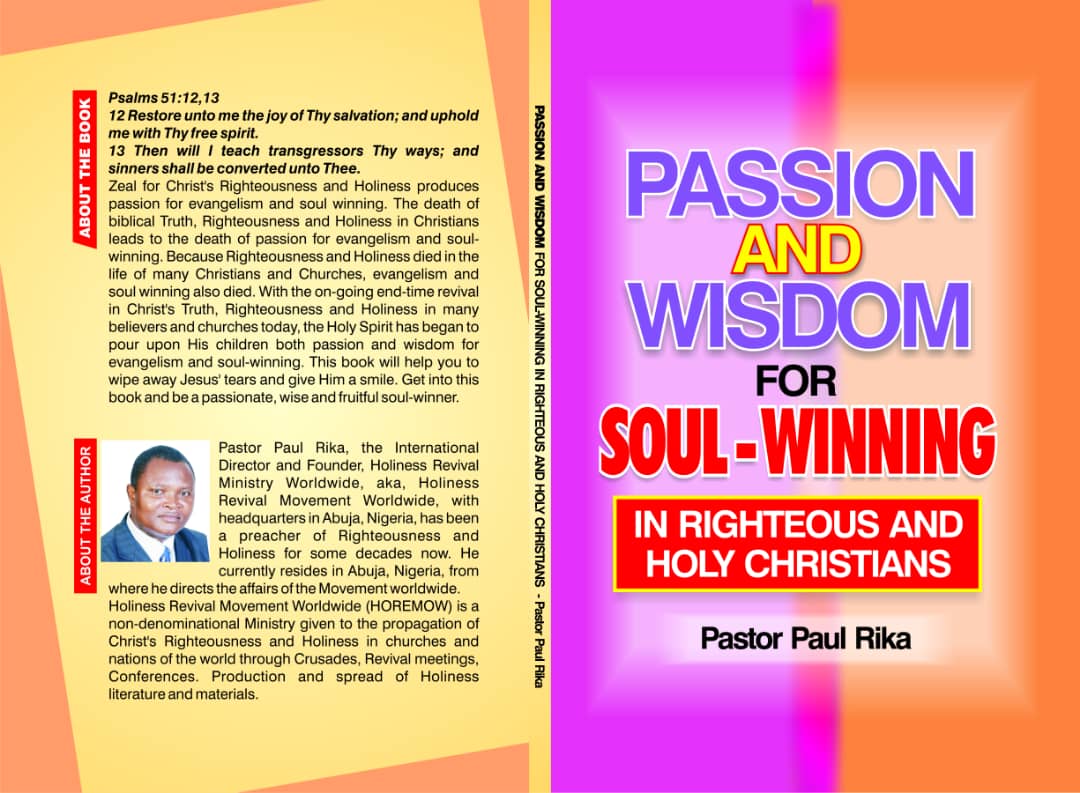 ABOUT THE BOOK
Psalms 51:12,13
12 Restore unto me the joy of Thy salvation; and uphold
me with Thy free spirit.
13 Then will I teach transgressors Thy ways; and
sinners shall be converted unto Thee.
Zeal for Christ's Righteousness and Holiness produces
passion for evangelism and soul winning. The death of
biblical Truth, Righteousness and Holiness in Christians
leads to the death of passion for evangelism and soul-
winning. Because Righteousness and Holiness died in the
life of many Christians and Churches, evangelism and
soul winning also died. With the on-going end-time revival
in Christ's Truth, Righteousness and Holiness in many
believers and churches today, the Holy Spirit has began to
pour upon His children both passion and wisdom for
evangelism and soul-winning. This book will help you to
wipe away Jesus' tears and give Him a smile. Get into this
book and be a passionate, wise and fruitful soul-winner.
ABOUT THE AUTHOR
Pastor Paul Rika, the International
Director and Founder, Holiness Revival
Ministry Worldwide, aka, Holiness
Revival Movement Worldwide, with
headquarters in Abuja, Nigeria, has been
a preacher of Righteousness and
Holiness for some decades now. He
currently resides in Abuja, Nigeria, from
where he directs the affairs of the Movement worldwide.
Holiness Revival Movement Worldwide (HOREMOW) is a
non-denominational Ministry given to the propagation of
Christ's Righteousness and Holiness in churches and
nations of the world through Crusades, Revival meetings,
Conferences. Production and spread of Holiness
literature and materials.
PASSION AND WISDOM FOR SOUL-WINNING IN RIGHTEOUS AND HOLY CHRISTIANS - Pastor Paul Rika
PASSION
AND
WISDOM
FOR
SOUL-WINNING
IN RIGHTEOUS AND
HOLY CHRISTIANS
Pastor Paul Rika